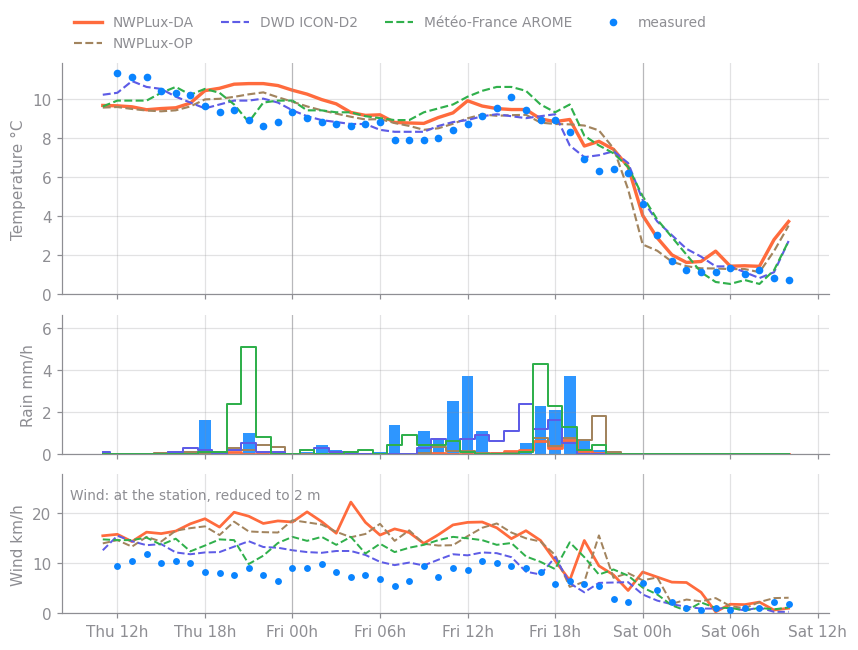 NWPLux-DA
DWD ICON-D2
Météo-France AROME
measured
NWPLux-OP
Temperature °C
10
8
6
4
2
0
Rain mm/h
6
4
2
0
Wind km/h
Wind: at the station, reduced to 2 m
20
10
0
Thu 12h
Thu 18h
Fri 00h
Fri 06h
Fri 12h
Fri 18h
Sat 00h
Sat 06h
Sat 12h